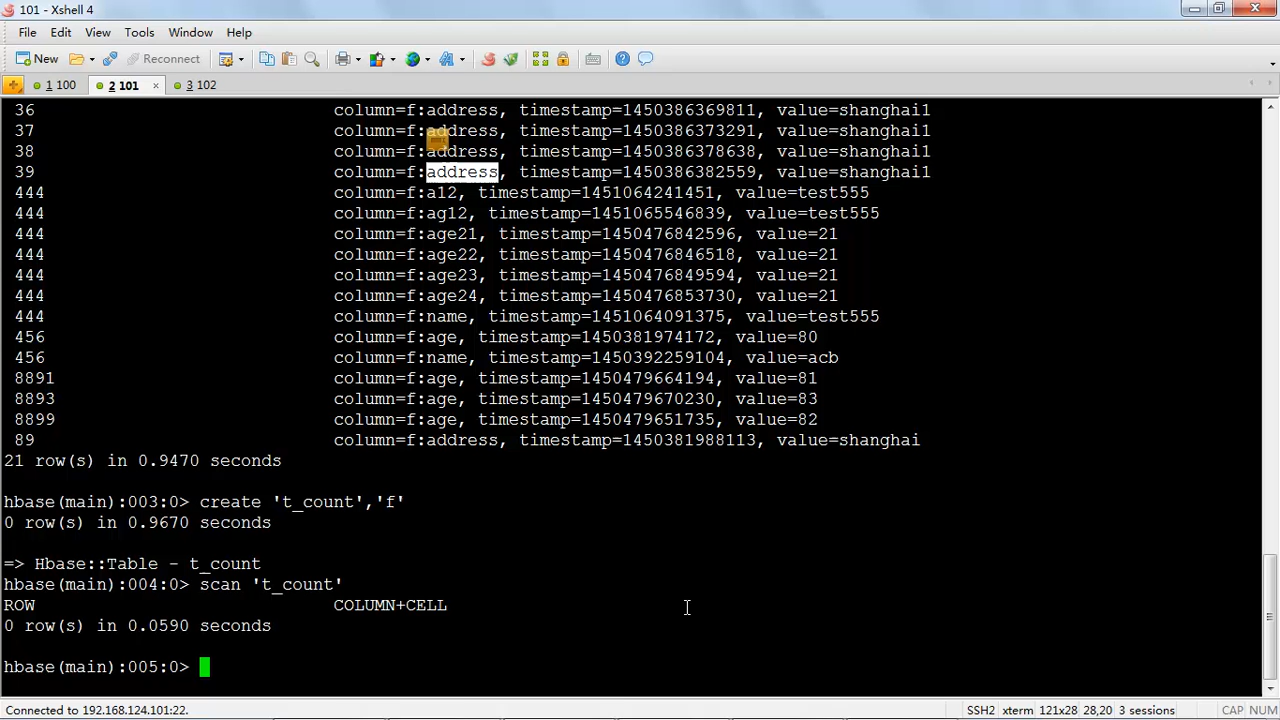 101 - Xshell 4
File Edit View Tools Window Help
New Reconnect
1 100 2 101 3 102
36 column=f:address, timestamp=1450386369811, value=shanghai1
37 column=f:address, timestamp=1450386373291, value=shanghai1
38 column=f:address, timestamp=1450386378638, value=shanghai1
39 column=f:address, timestamp=1450386382559, value=shanghai1
444 column=f:a12, timestamp=1451064241451, value=test555
444 column=f:ag12, timestamp=1451065546839, value=test555
444 column=f:age21, timestamp=1450476842596, value=21
444 column=f:age22, timestamp=1450476846518, value=21
444 column=f:age23, timestamp=1450476849594, value=21
444 column=f:age24, timestamp=1450476853730, value=21
444 column=f:name, timestamp=1451064091375, value=test555
456 column=f:age, timestamp=1450381974172, value=80
456 column=f:name, timestamp=1450392259104, value=acb
8891 column=f:age, timestamp=1450479664194, value=81
8893 column=f:age, timestamp=1450479670230, value=83
8899 column=f:age, timestamp=1450479651735, value=82
89 column=f:address, timestamp=1450381988113, value=shanghai
21 row(s) in 0.9470 seconds
hbase(main):003:0> create 't_count','f'
0 row(s) in 0.9670 seconds
=> Hbase::Table - t_count
hbase(main):004:0> scan 't_count'
ROW COLUMN+CELL
0 row(s) in 0.0590 seconds
hbase(main):005:0>
Connected to 192.168.124.101:22. SSH2 xterm 121x28 28,20 3 sessions CAP NUM